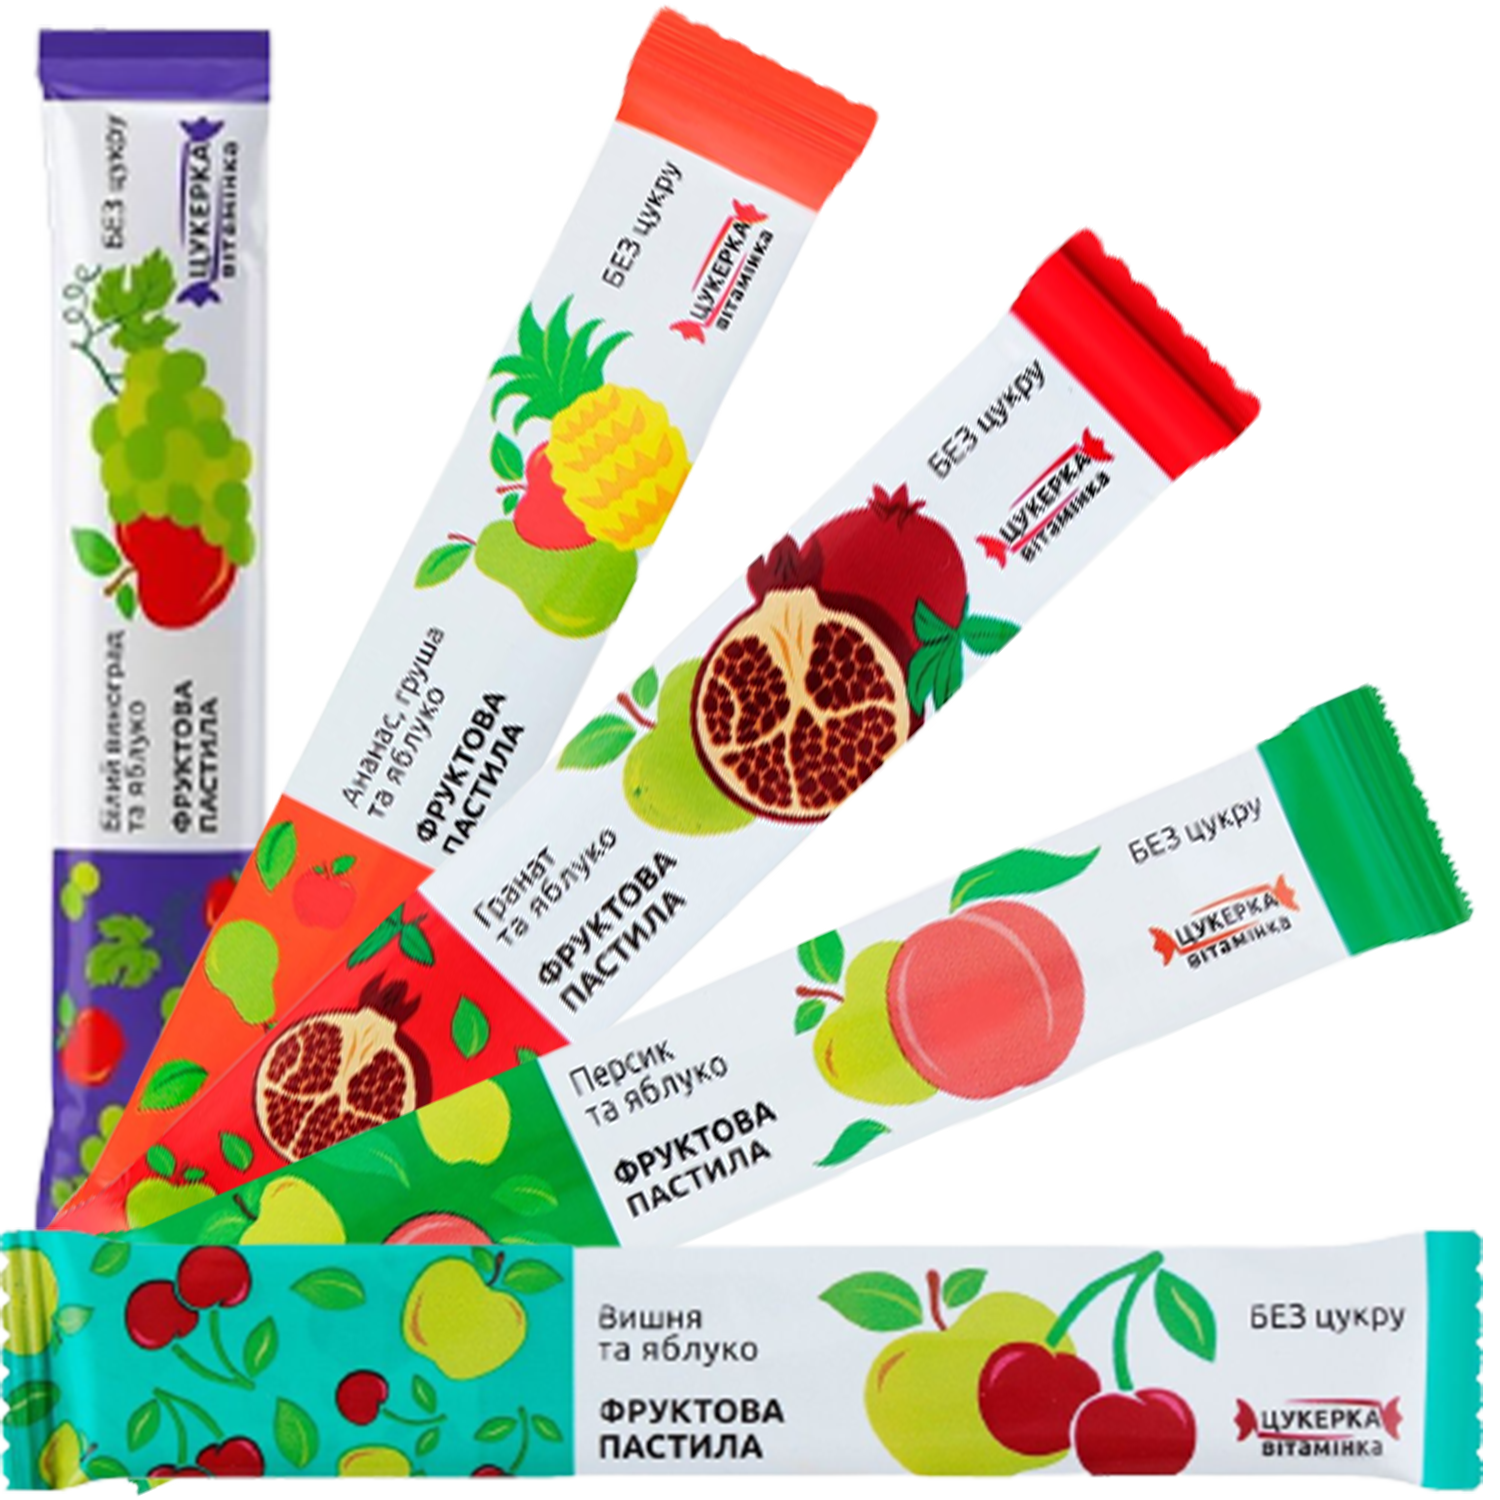 БЕЗ цукру
ЦУКЕРКА
вітамінка
Білий виноград
та яблуко
ФРУКТОВА
ПАСТИЛА
БЕЗ цукру
ЦУКЕРКА
вітамінка
Ананас, груша
та яблуко
ФРУКТОВА
ПАСТИЛА
БЕЗ цукру
ЦУКЕРКА
вітамінка
Гранат
та яблуко
ФРУКТОВА
ПАСТИЛА
БЕЗ цукру
ЦУКЕРКА
вітамінка
Персик
та яблуко
ФРУКТОВА
ПАСТИЛА
Вишня
та яблуко
ФРУКТОВА
ПАСТИЛА
БЕЗ цукру
ЦУКЕРКА
вітамінка